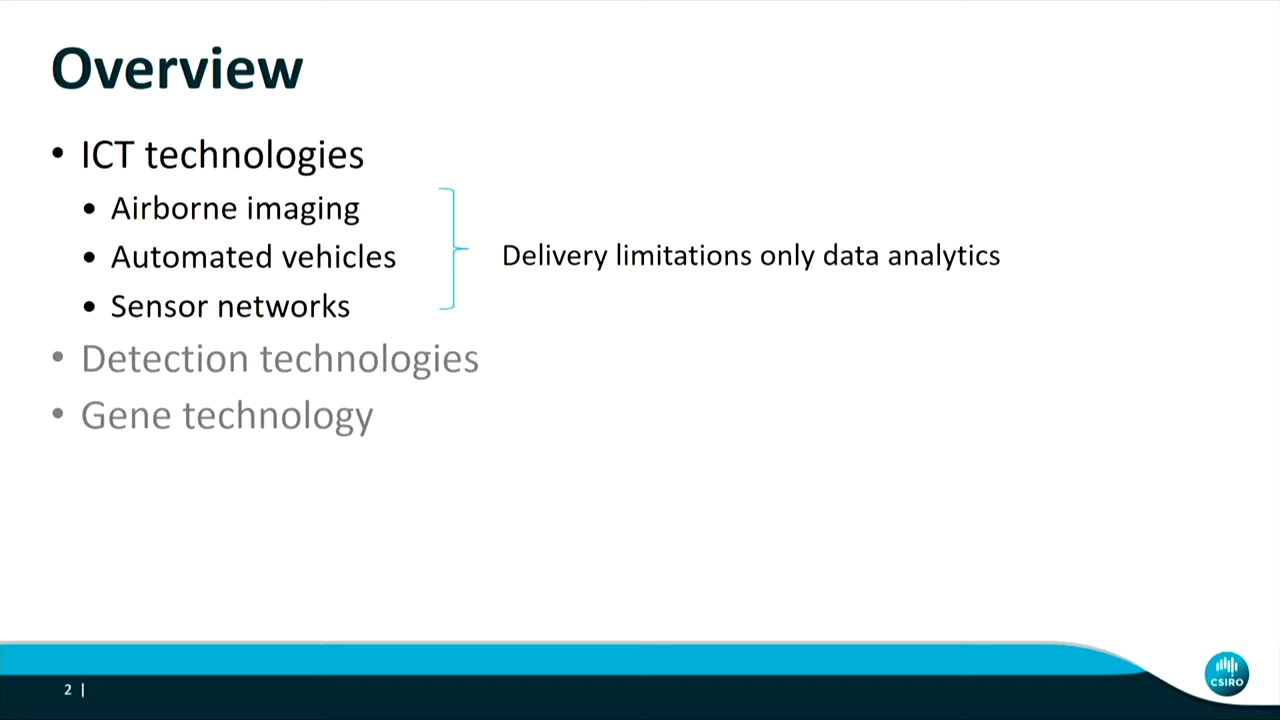 Overview
• ICT technologies
• Airborne imaging
• Automated vehicles
Delivery limitations only data analytics
• Sensor networks
• Detection technologies
• Gene technology
2 |
CSIRO